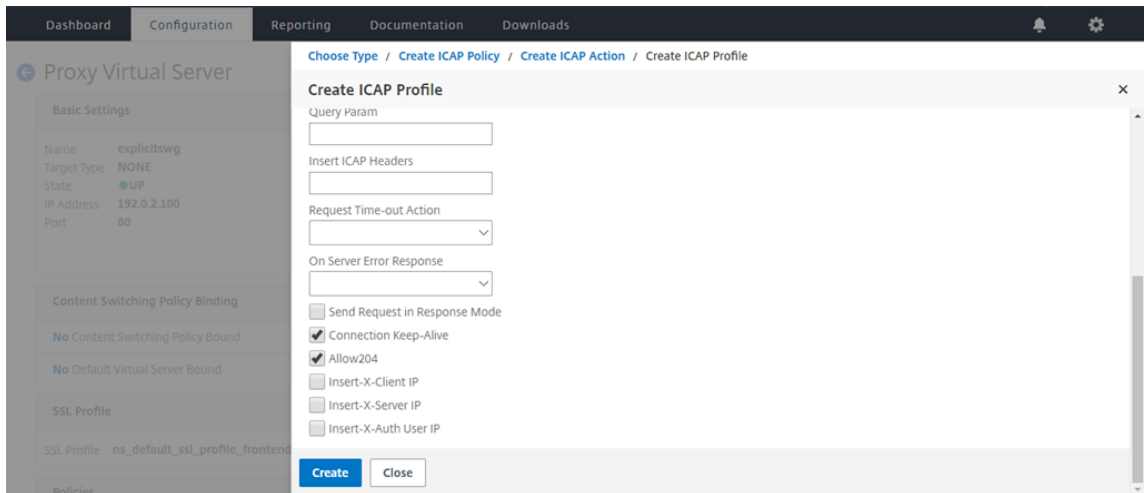 Dashboard Configuration Reporting Documentation Downloads
Proxy Virtual Server
Basic Settings
Name explicitswg
Target Type NONE
State UP
IP Address 192.0.2.100
Port 80
Content Switching Policy Binding
No Content Switching Policy Bound
No Default Virtual Server Bound
SSL Profile
SSL Profile ns_default_ssl_profile_frontend
Policies
Choose Type / Create ICAP Policy / Create ICAP Action / Create ICAP Profile
Create ICAP Profile
Query Param
Insert ICAP Headers
Request Time-out Action
On Server Error Response
Send Request in Response Mode
Connection Keep-Alive
Allow204
Insert-X-Client IP
Insert-X-Server IP
Insert-X-Auth User IP
Create Close